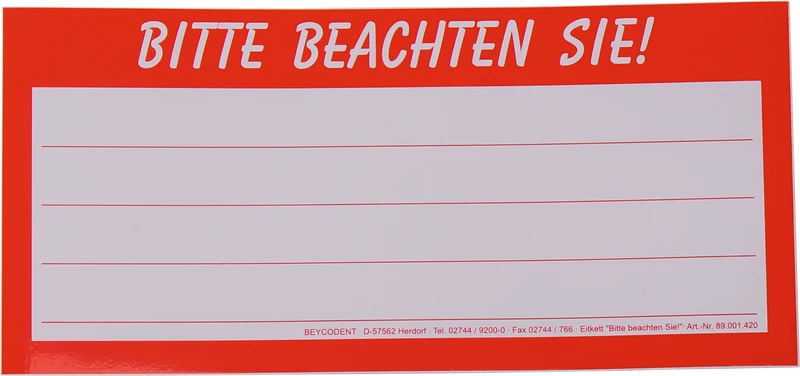 BITTE BEACHTEN SIE!
BEYCODENT · D-57562 Herdorf · Tel. 02744 / 9200-0 · Fax 02744 / 766 · Eitkett "Bitte beachten Sie!" · Art.-Nr. 89.001.420